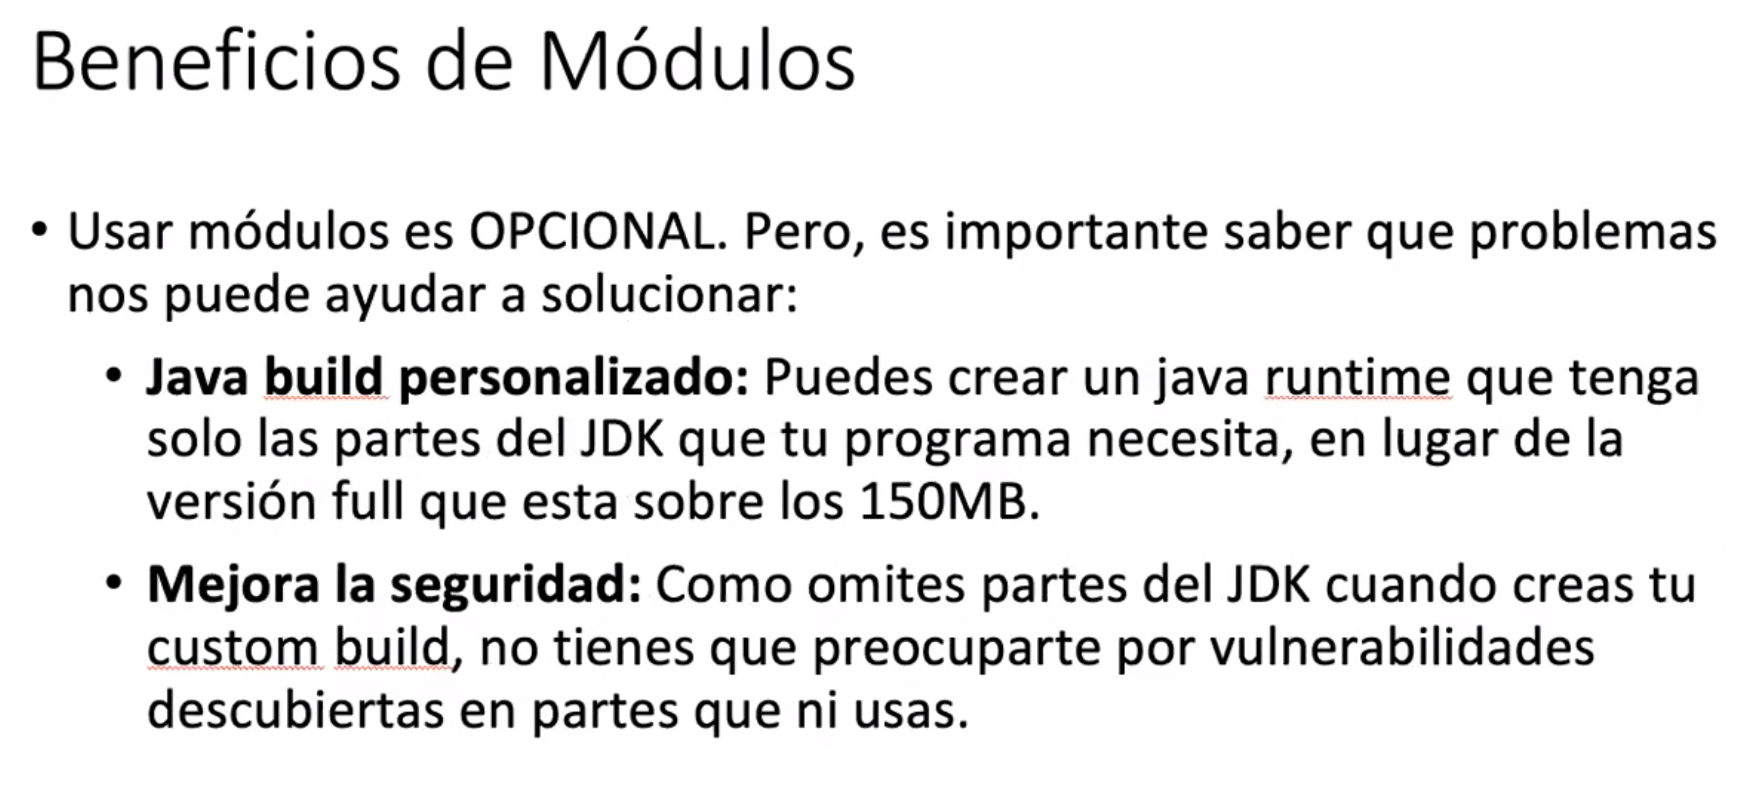 Beneficios de Módulos
• Usar módulos es OPCIONAL. Pero, es importante saber que problemas
nos puede ayudar a solucionar:
• Java build personalizado: Puedes crear un java runtime que tenga
solo las partes del JDK que tu programa necesita, en lugar de la
versión full que esta sobre los 150MB.
• Mejora la seguridad: Como omites partes del JDK cuando creas tu
custom build, no tienes que preocuparte por vulnerabilidades
descubiertas en partes que ni usas.